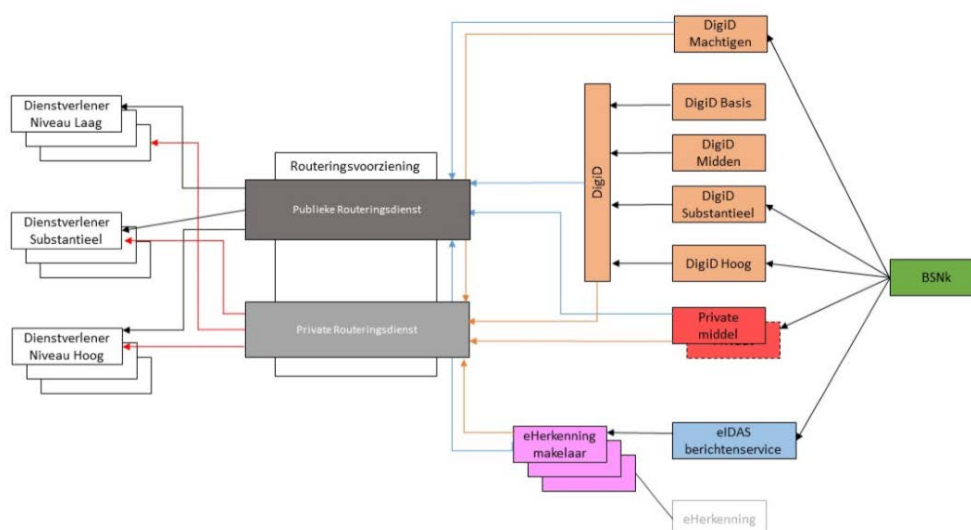 DigiD
Machtigen
Dienstverlener
Niveau Laag
DigiD Basis
Routeringsvoorziening
DigiD
Midden
DigiD
Publieke Routeringsdienst
DigiD
Substantieel
Dienstverlener
Substantieel
DigiD Hoog
BSNk
Private Routeringsdienst
Private
middel
Dienstverlener
Niveau Hoog
eHerkenning
makelaar
eIDAS
berichtenservice
eHerkenning